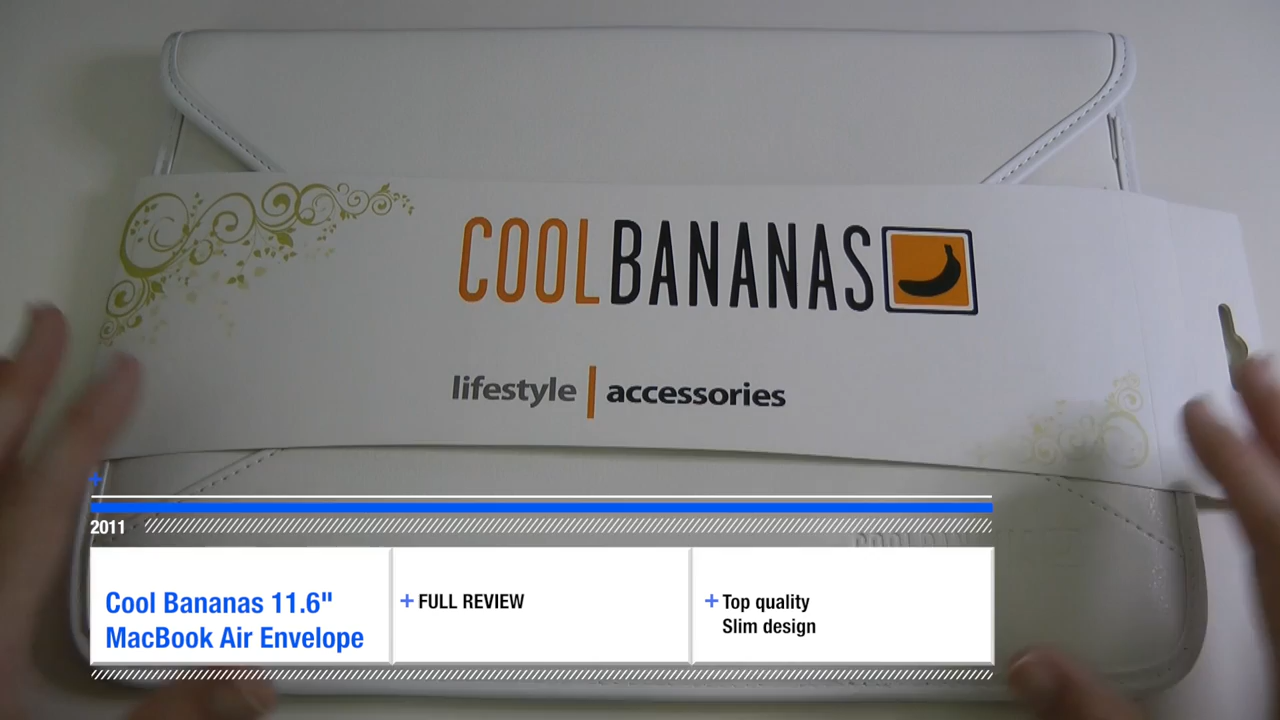 COOLBANANAS
lifestyle | accessories
2011
Cool Bananas 11.6"
MacBook Air Envelope
+ FULL REVIEW
+ Top quality
Slim design